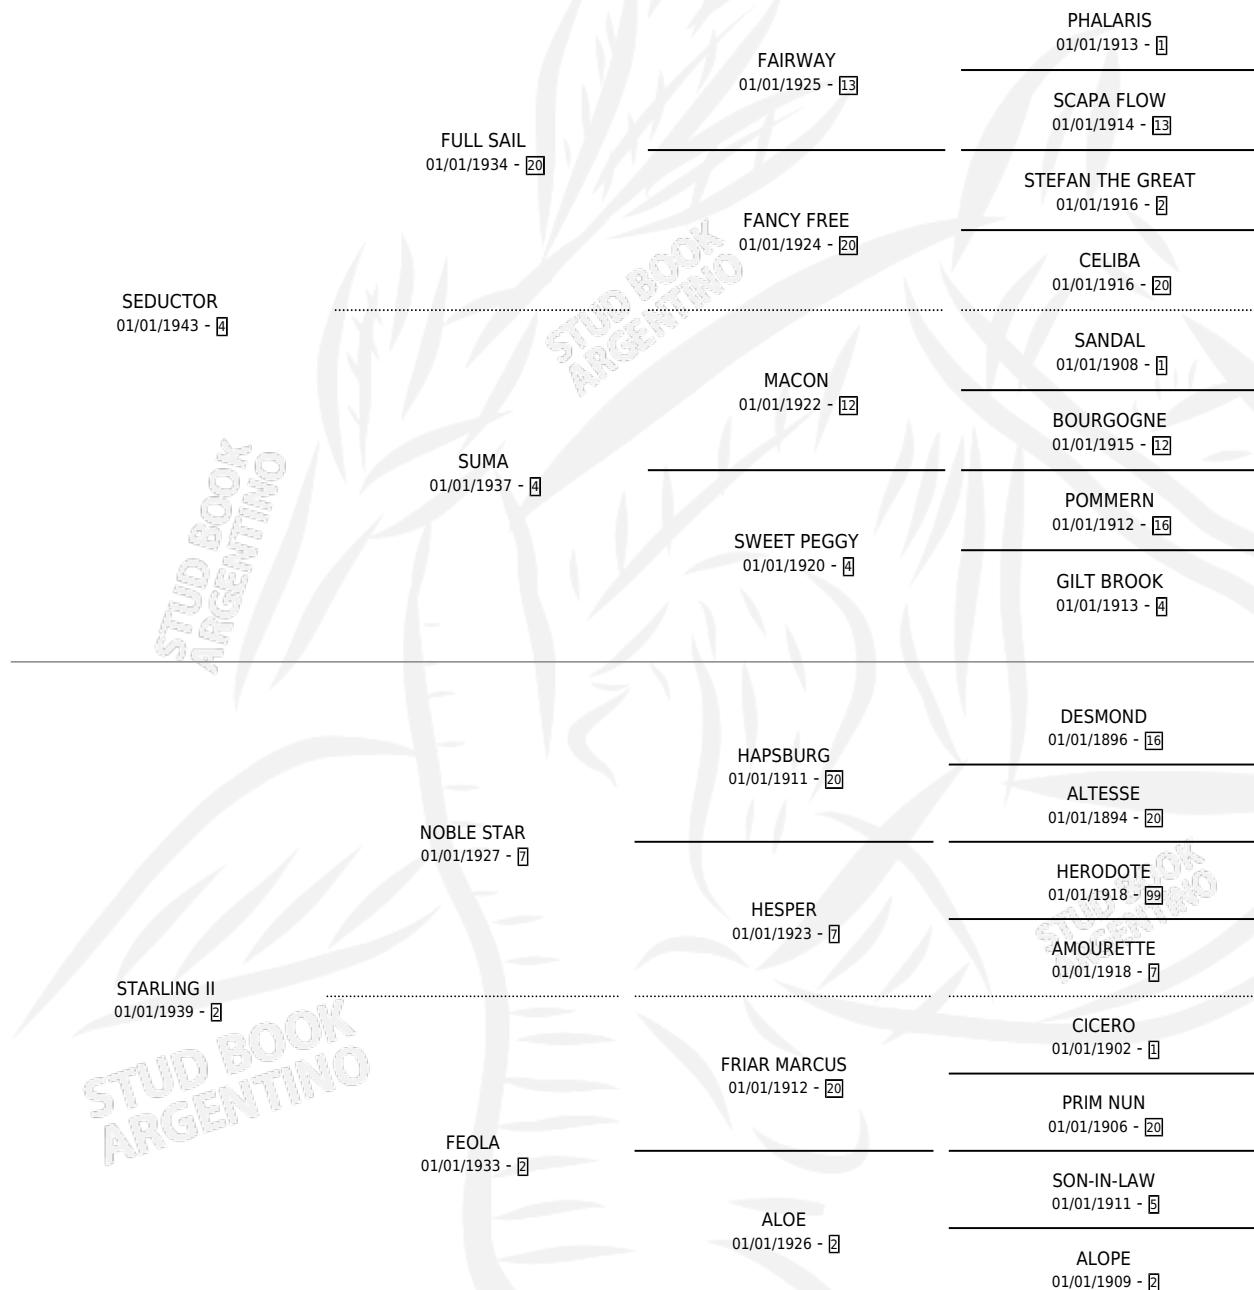 PHALARIS
01/01/1913 - 1
FAIRWAY
01/01/1925 - 13
SCAPA FLOW
01/01/1914 - 13
FULL SAIL
01/01/1934 - 20
STEFAN THE GREAT
01/01/1916 - 2
FANCY FREE
01/01/1924 - 20
CELIBA
01/01/1916 - 20
SEDUCTOR
01/01/1943 - 4
SANDAL
01/01/1908 - 1
MACON
01/01/1922 - 12
BOURGOGNE
01/01/1915 - 12
SUMA
01/01/1937 - 4
POMMERN
01/01/1912 - 16
SWEET PEGGY
01/01/1920 - 4
GILT BROOK
01/01/1913 - 4
DESMOND
01/01/1896 - 16
HAPSBURG
01/01/1911 - 20
ALTESSE
01/01/1894 - 20
NOBLE STAR
01/01/1927 - 7
HERODOTE
01/01/1918 - 99
HESPER
01/01/1923 - 7
AMOURETTE
01/01/1918 - 7
STARLING II
01/01/1939 - 2
CICERO
01/01/1902 - 1
FRIAR MARCUS
01/01/1912 - 20
PRIM NUN
01/01/1906 - 20
FEOLA
01/01/1933 - 2
SON-IN-LAW
01/01/1911 - 5
ALOE
01/01/1926 - 2
ALOPE
01/01/1909 - 2
STUD BOOK
ARGENTINO
STUD BOOK
ARGENTINO
STUD BOOK
ARGENTINO
STUD BOOK
ARGENTINO